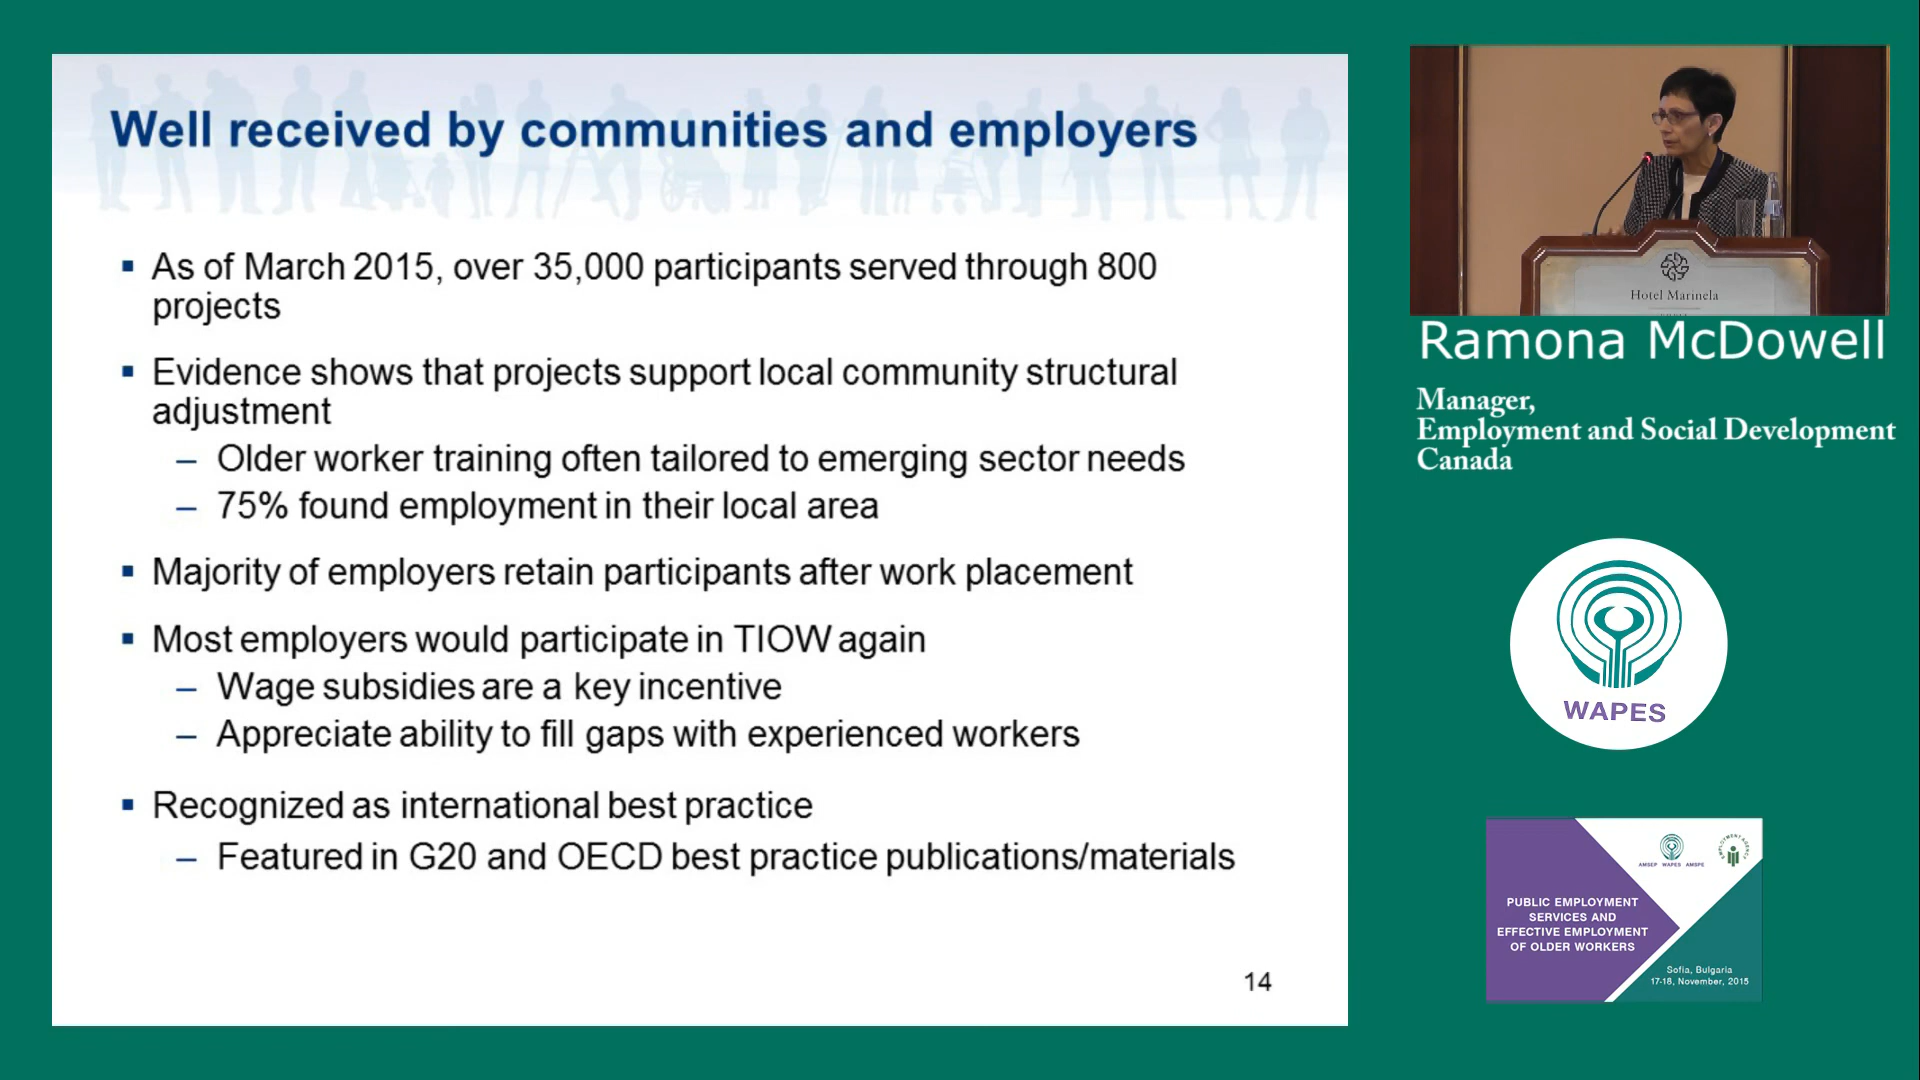 Well received by communities and employers
▪ As of March 2015, over 35,000 participants served through 800
projects
▪ Evidence shows that projects support local community structural
adjustment
– Older worker training often tailored to emerging sector needs
– 75% found employment in their local area
▪ Majority of employers retain participants after work placement
▪ Most employers would participate in TIOW again
– Wage subsidies are a key incentive
– Appreciate ability to fill gaps with experienced workers
▪ Recognized as international best practice
– Featured in G20 and OECD best practice publications/materials
14
Hotel Marinela
Ramona McDowell
Manager,
Employment and Social Development
Canada
WAPES
AMSEP WAPES AMSPE
EMPLOYMENT AGENCY
PUBLIC EMPLOYMENT
SERVICES AND
EFFECTIVE EMPLOYMENT
OF OLDER WORKERS
Sofia, Bulgaria
17-18, November, 2015